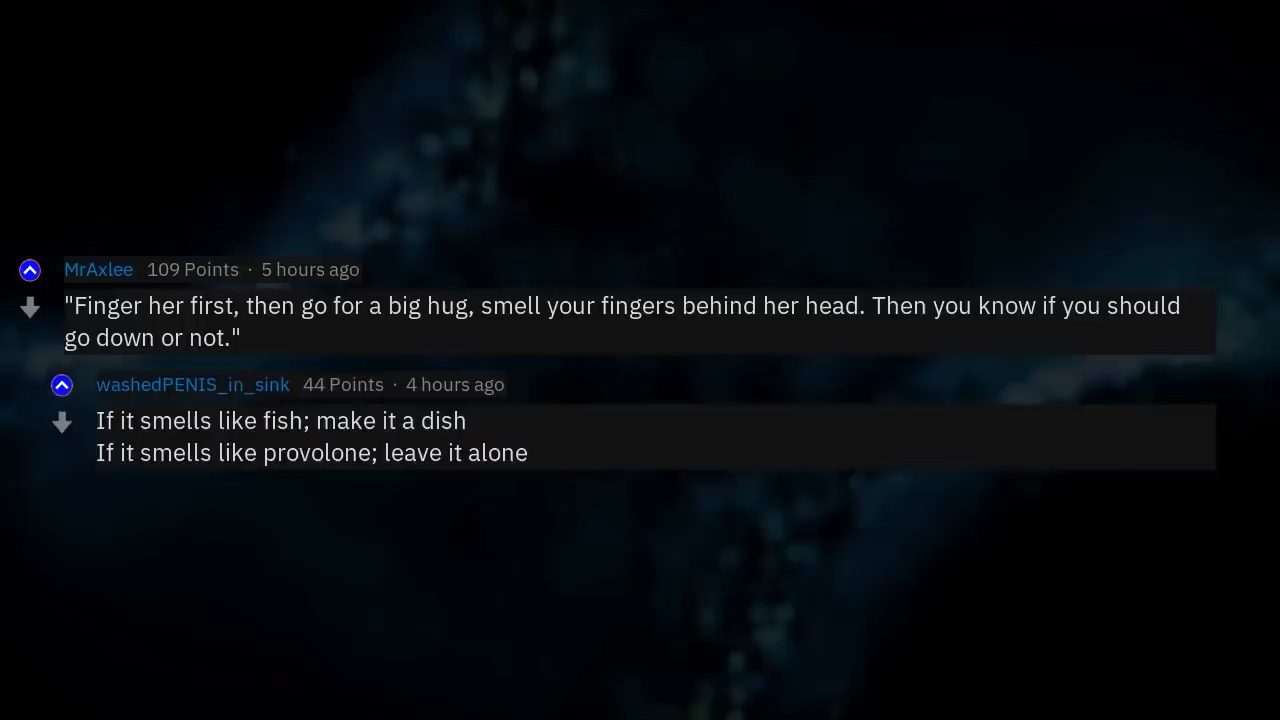 MrAxlee 109 Points · 5 hours ago
"Finger her first, then go for a big hug, smell your fingers behind her head. Then you know if you should
go down or not."
washedPENIS_in_sink 44 Points · 4 hours ago
If it smells like fish; make it a dish
If it smells like provolone; leave it alone